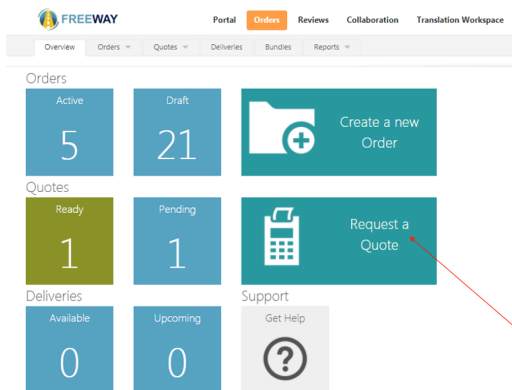 FREEWAY
Portal Orders Reviews Collaboration Translation Workspace
Overview Orders Quotes Deliveries Bundles Reports
Orders
Active
5
Draft
21
Create a new
Order
Quotes
Ready
1
Pending
1
Request a
Quote
Deliveries
Available
0
Upcoming
0
Support
Get Help
?